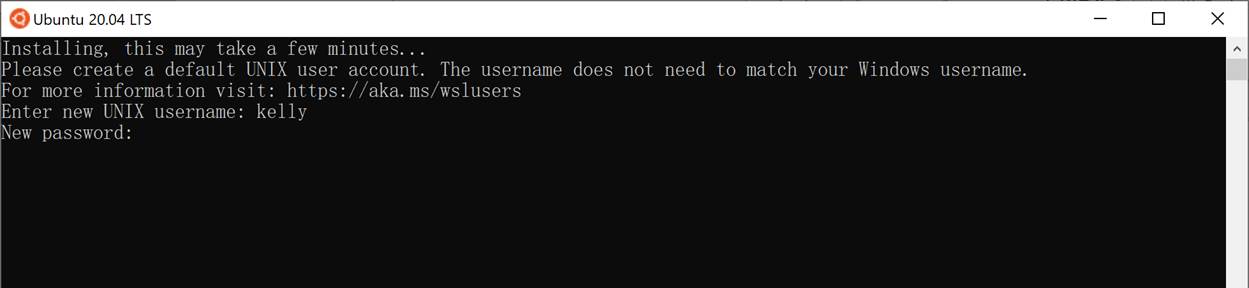 Ubuntu 20.04 LTS
Installing, this may take a few minutes...
Please create a default UNIX user account. The username does not need to match your Windows username.
For more information visit: https://aka.ms/wslusers
Enter new UNIX username: kelly
New password: